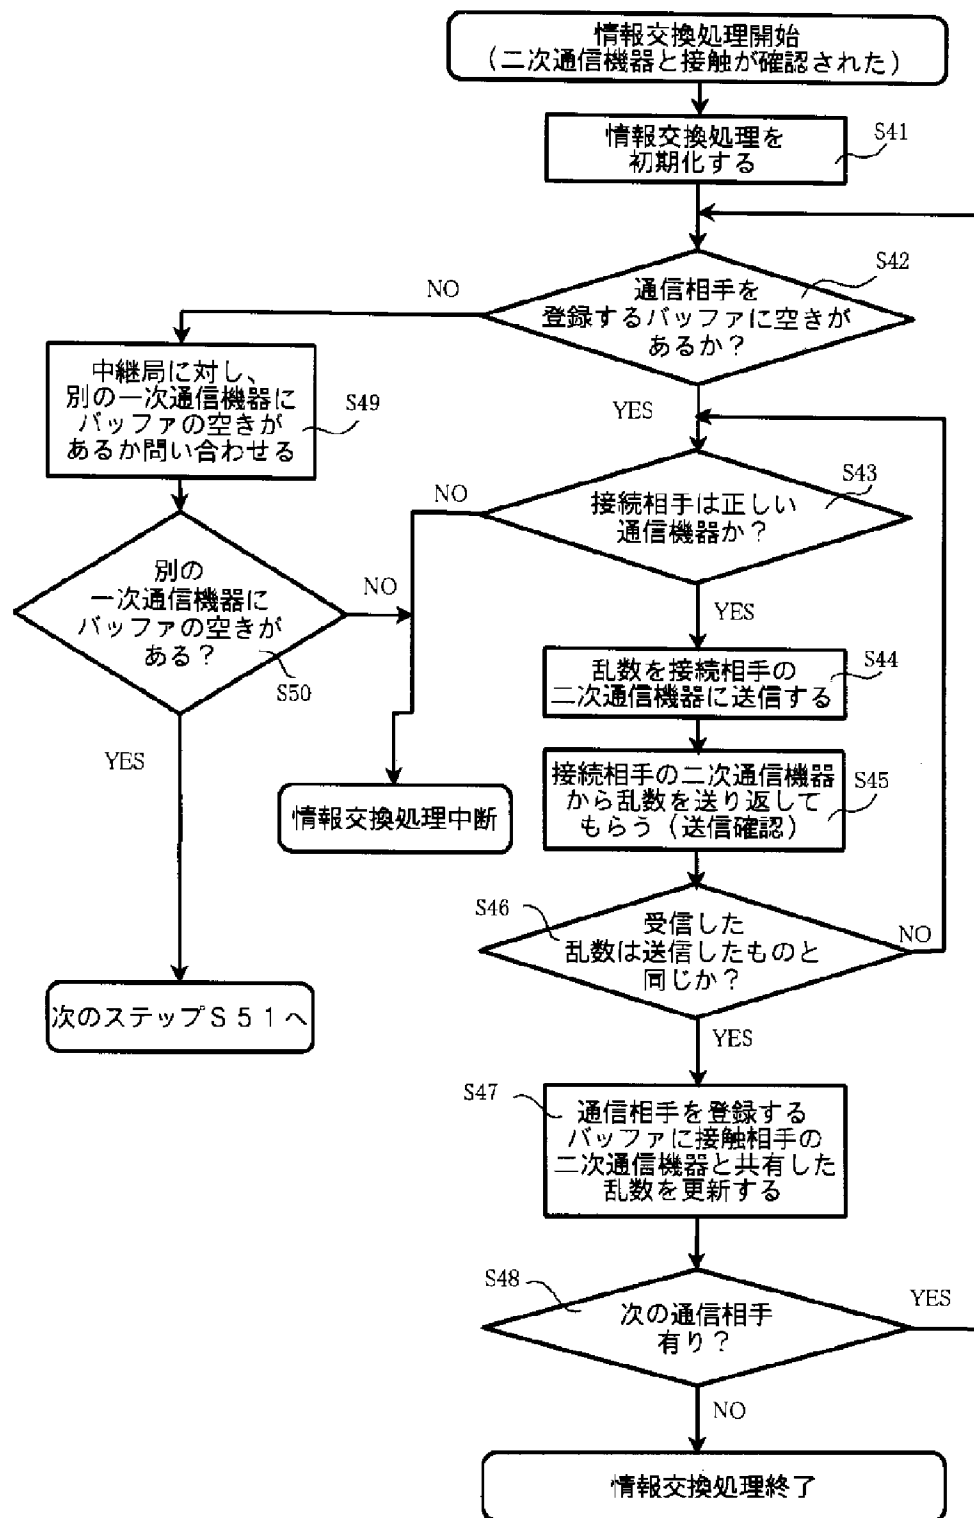 情報交換処理開始
(二次通信機器と接触が確認された)
S41
情報交換処理を
初期化する
S42
通信相手を
登録するバッファに空きが
あるか？
NO
YES
中継局に対し、
別の一次通信機器に
バッファの空きが
あるか問い合わせる
S49
S43
接続相手は正しい
通信機器か？
NO
YES
別の
一次通信機器に
バッファの空きが
ある？
S50
NO
YES
S44
乱数を接続相手の
二次通信機器に送信する
S45
接続相手の二次通信機器
から乱数を送り返して
もらう（送信確認）
情報交換処理中断
S46
受信した
乱数は送信したものと
同じか？
NO
YES
次のステップＳ５１へ
S47
通信相手を登録する
バッファに接触相手の
二次通信機器と共有した
乱数を更新する
S48
次の通信相手
有り？
YES
NO
情報交換処理終了